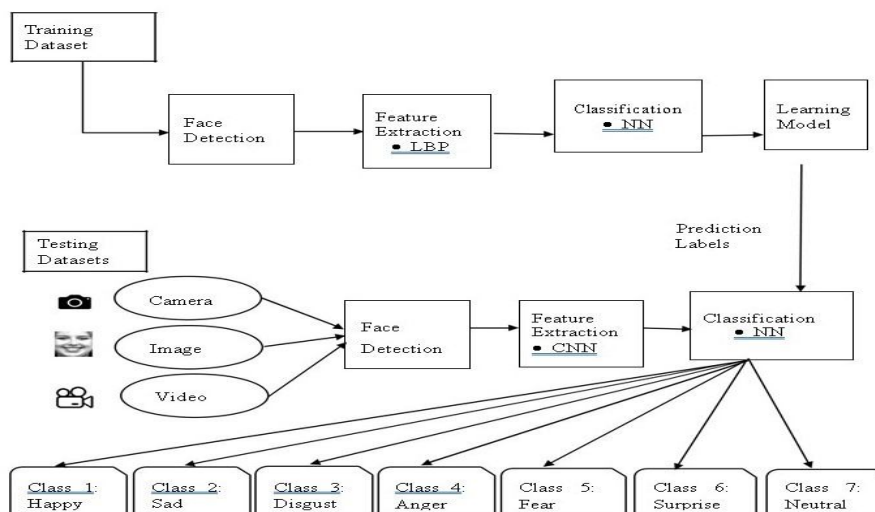 Training
Dataset
Face
Detection
Feature
Extraction
• LBP
Classification
• NN
Learning
Model
Prediction
Labels
Testing
Datasets
Camera
Image
Video
Face
Detection
Feature
Extraction
• CNN
Classification
• NN
Class 1:
Happy
Class 2:
Sad
Class 3:
Disgust
Class 4:
Anger
Class 5:
Fear
Class 6:
Surprise
Class 7:
Neutral